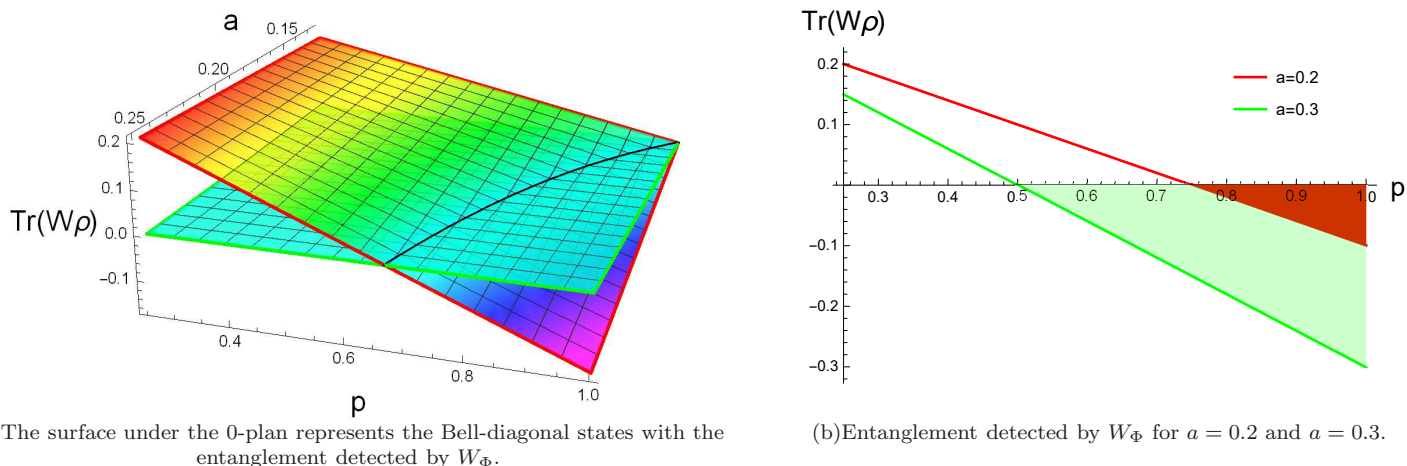 a
0.15
0.20
0.25
0.2
0.1
Tr(Wρ)
0.0
−0.1
0.4
0.6
0.8
1.0
p
The surface under the 0-plan represents the Bell-diagonal states with the
entanglement detected by W_Φ.
Tr(Wρ)
0.2
a=0.2
a=0.3
0.1
0.3 0.4 0.5 0.6 0.7 0.8 0.9 1.0 p
-0.1
-0.2
-0.3
(b)Entanglement detected by W_Φ for a = 0.2 and a = 0.3.